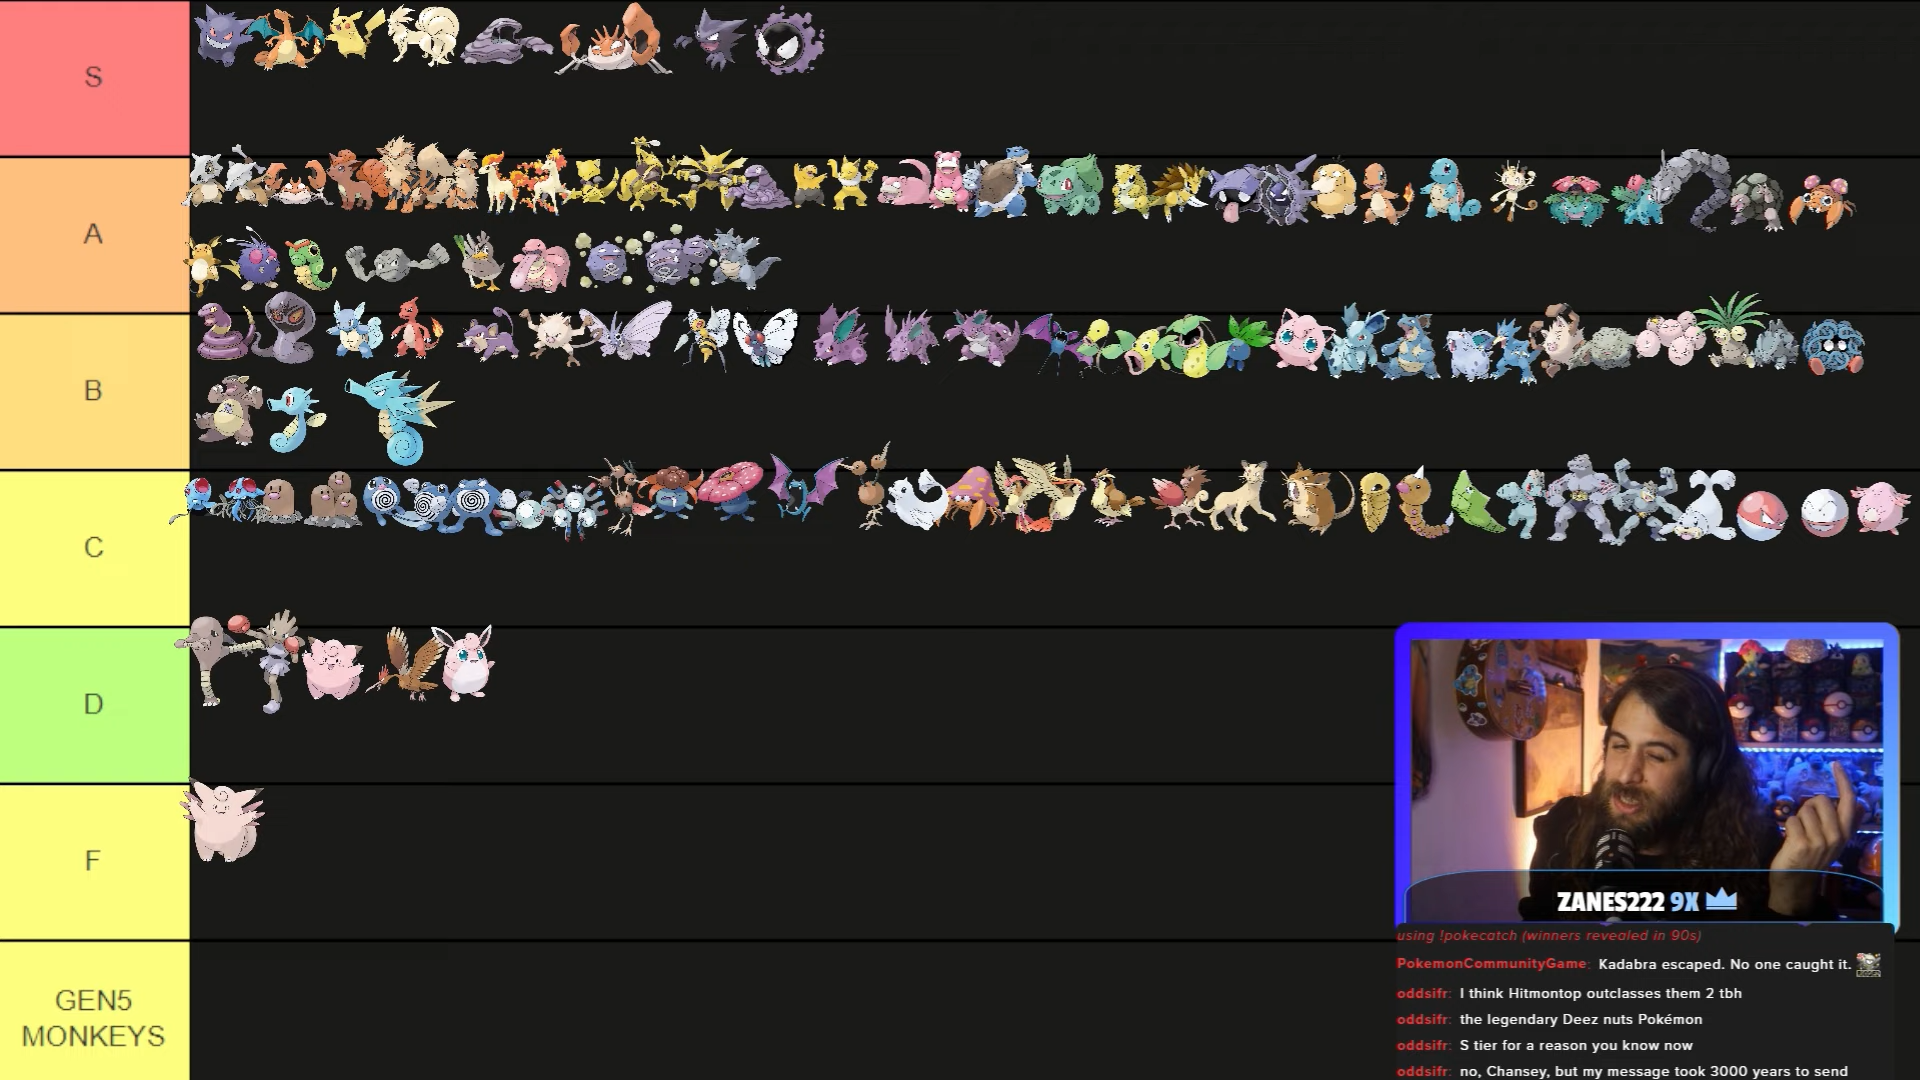 S
A
B
C
D
F
GEN5
MONKEYS
ZANES222 9X
using !pokecatch (winners revealed in 90s)
PokemonCommunityGame: Kadabra escaped. No one caught it.
oddsifr: I think Hitmontop outclasses them 2 tbh
oddsifr: the legendary Deez nuts Pokémon
oddsifr: S tier for a reason you know now
oddsifr: no, Chansey, but my message took 3000 years to send